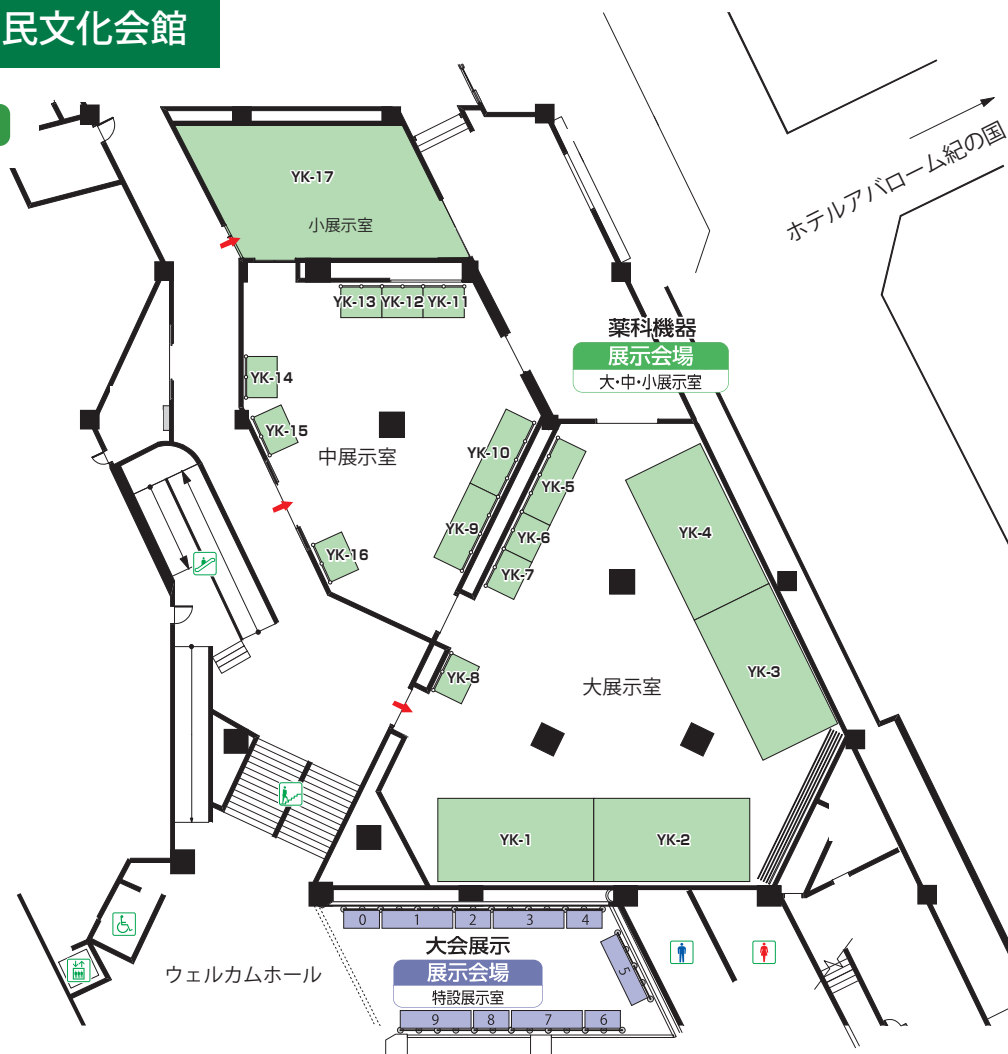 民文化会館
ホテルアバローム紀の国
YK-17
小展示室
YK-13
YK-12
YK-11
薬科機器
展示会場
大・中・小展示室
YK-14
YK-15
中展示室
YK-10
YK-9
YK-16
YK-5
YK-6
YK-7
YK-4
YK-3
YK-8
大展示室
YK-1
YK-2
0
1
2
3
4
大会展示
展示会場
特設展示室
5
ウェルカムホール
9
8
7
6